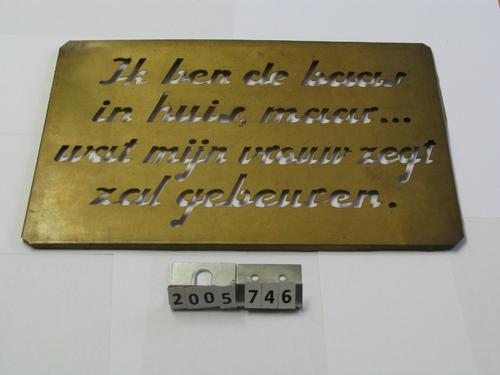 Ik ben de baas
in huis, maar...
wat mijn vrouw zegt
zal gebeuren.
2005 746